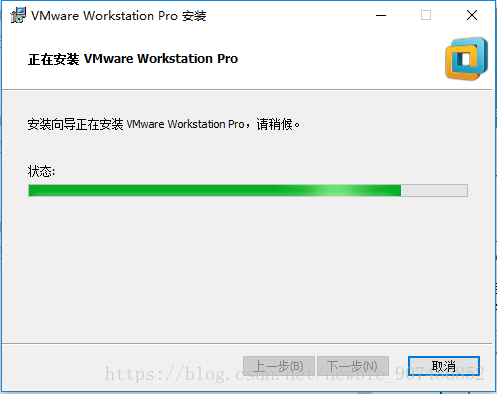 VMware Workstation Pro 安装
正在安装 VMware Workstation Pro
安装向导正在安装 VMware Workstation Pro，请稍候。
状态:
上一步(B) 下一步(N) 取消
https://blog.csdn.net/newbie_907486852